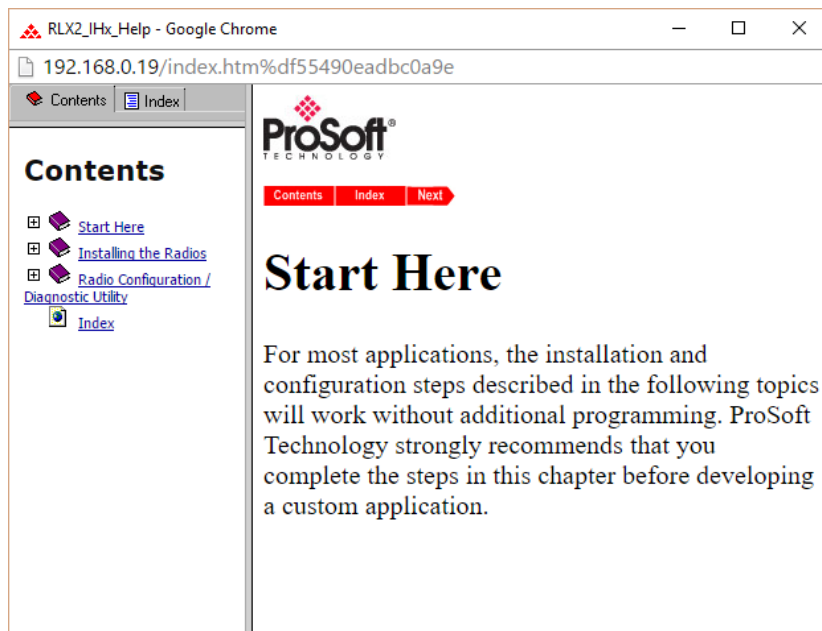 RLX2_IHx_Help - Google Chrome
192.168.0.19/index.htm%df55490eadbc0a9e
Contents Index
Contents
Start Here
Installing the Radios
Radio Configuration /
Diagnostic Utility
Index
ProSoft®
TECHNOLOGY
Contents Index Next
Start Here
For most applications, the installation and
configuration steps described in the following topics
will work without additional programming. ProSoft
Technology strongly recommends that you
complete the steps in this chapter before developing
a custom application.